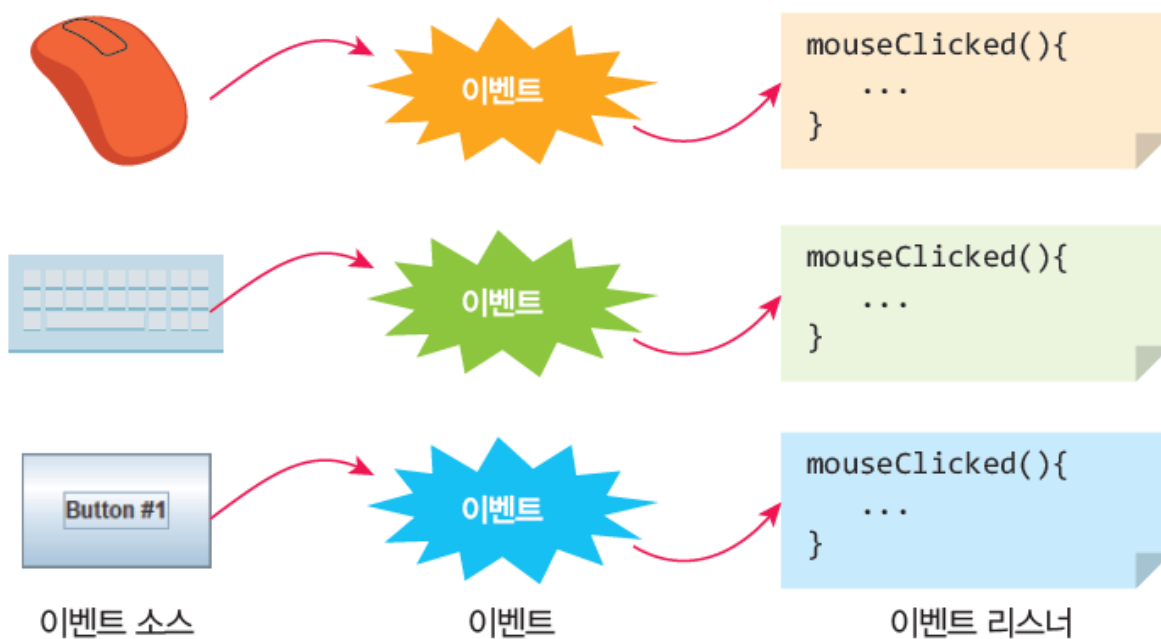 이벤트
mouseClicked(){
...
}
이벤트
mouseClicked(){
...
}
Button #1
이벤트
mouseClicked(){
...
}
이벤트 소스
이벤트
이벤트 리스너